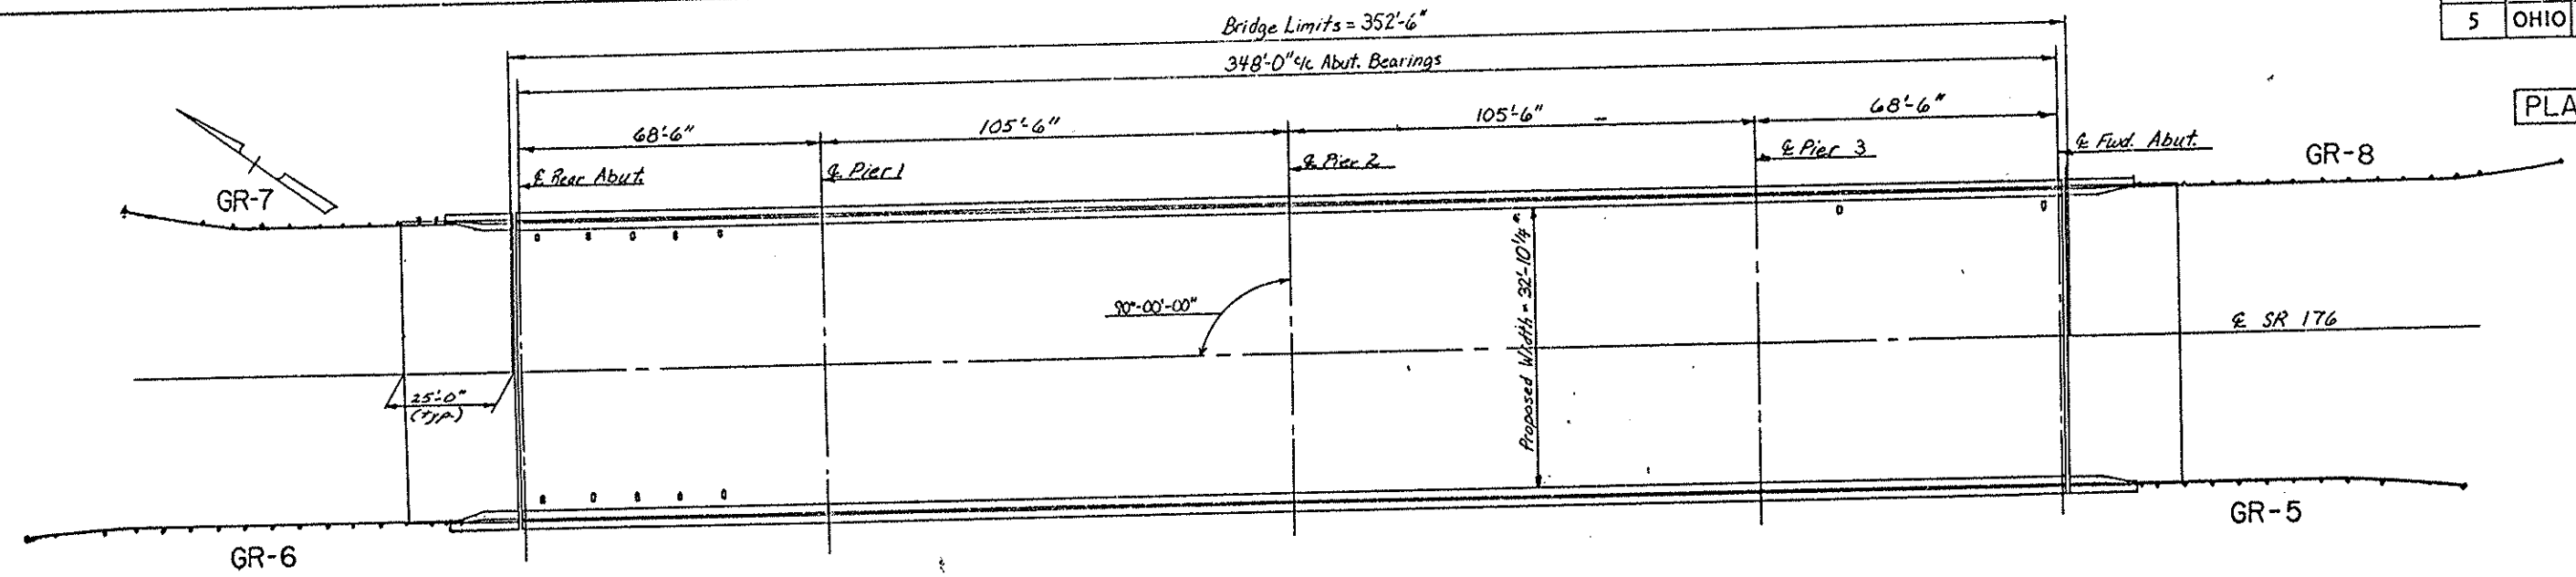 Bridge Limits = 352'-6"
5 OHIO
348'-0" c/c Abut. Bearings
PLA
68'-6"
105'-6"
105'-6"
68'-6"
℄ Rear Abut.
℄ Pier 1
℄ Pier 2
℄ Pier 3
℄ Fwd. Abut.
GR-7
GR-8
Proposed Width = 32'-10 1/4"
90°-00'-00"
℄ SR 176
25'-0"
(typ.)
GR-6
GR-5